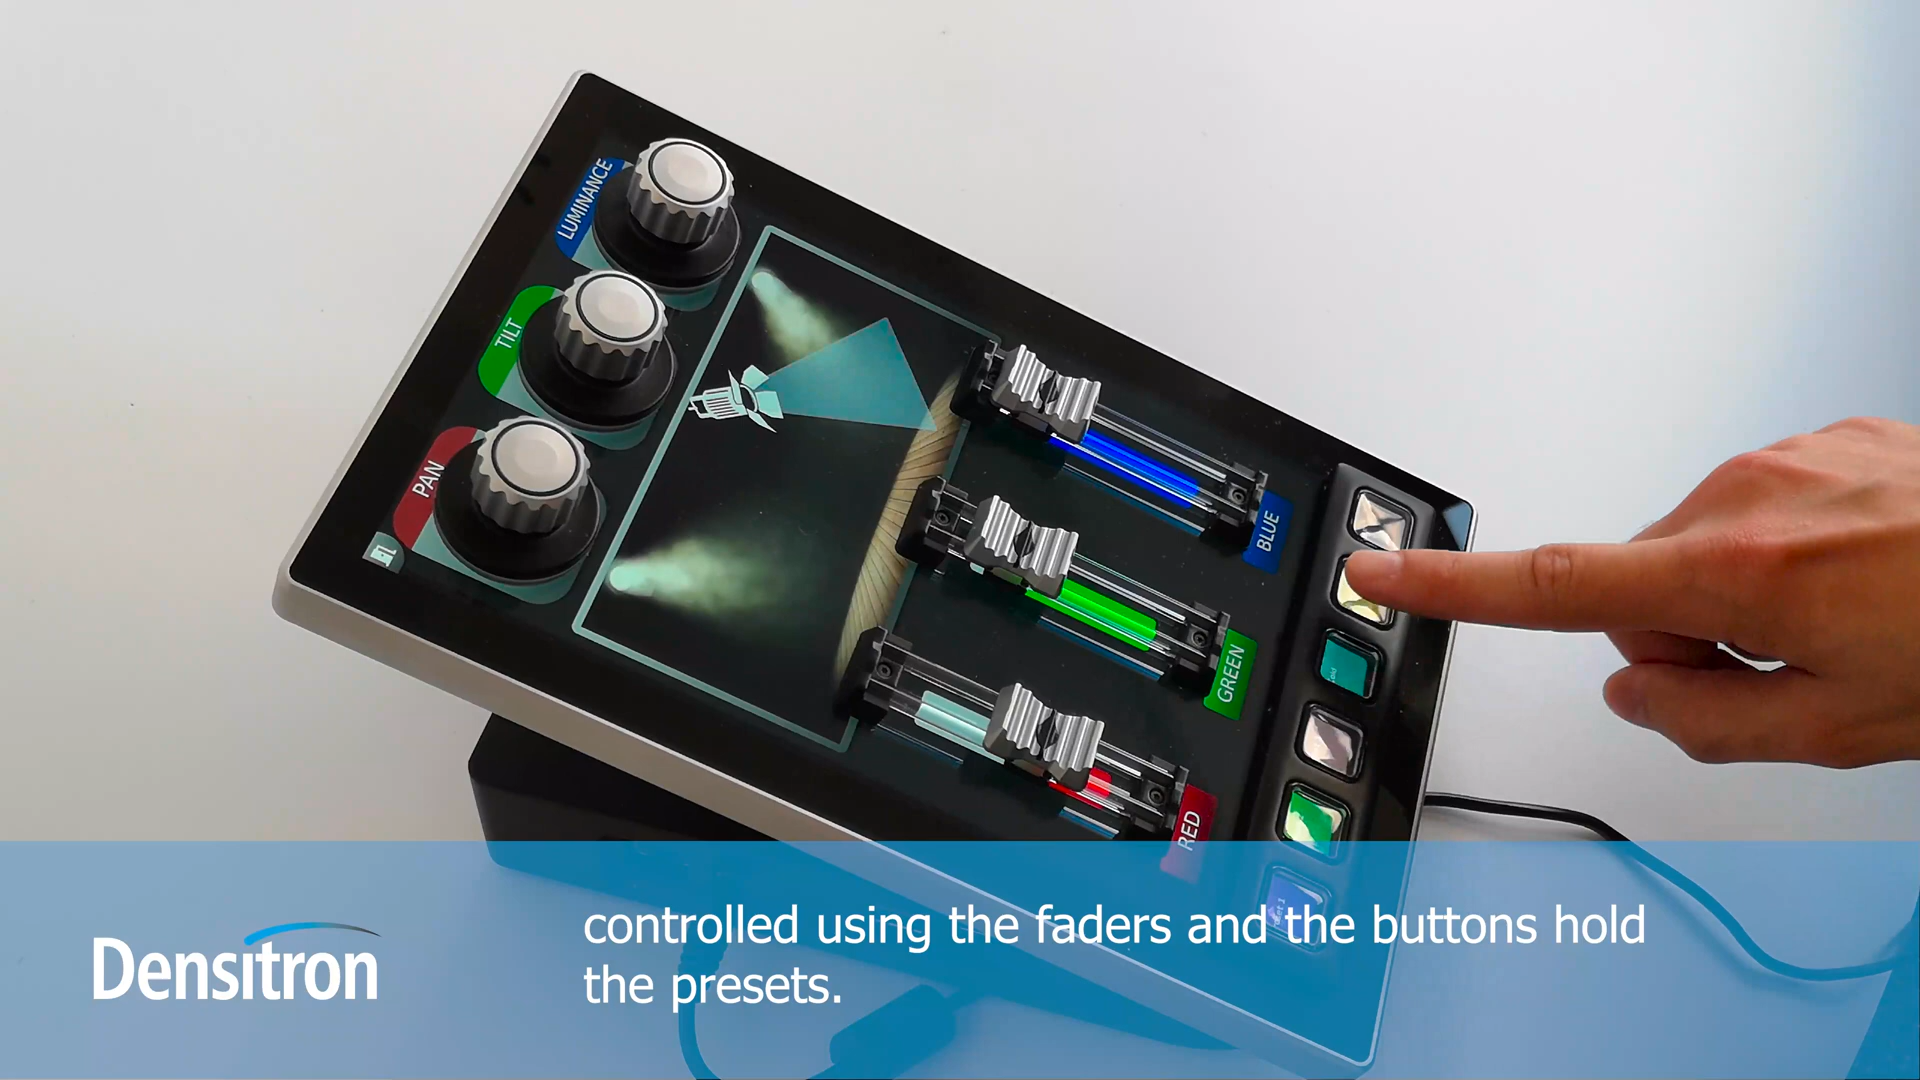 LUMINANCE
TILT
PAN
BLUE
GREEN
RED
Densitron
controlled using the faders and the buttons hold
the presets.